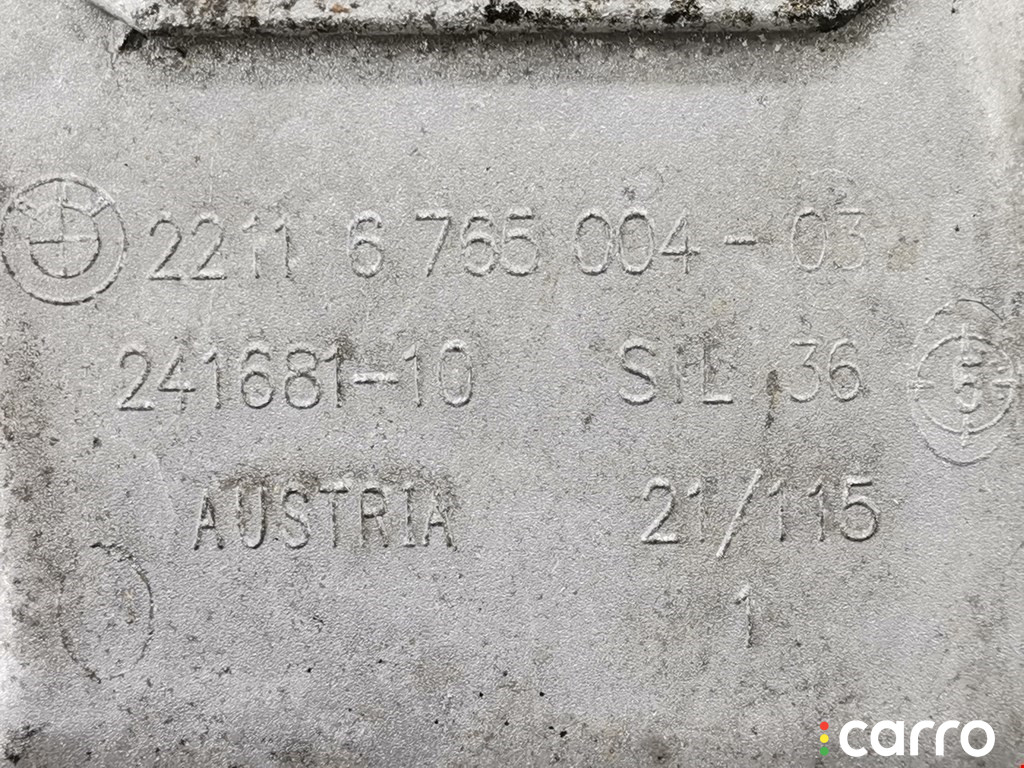 2211 6 765 004-03
241681-10 SIL 36
AUSTRIA 21/115
1
carro